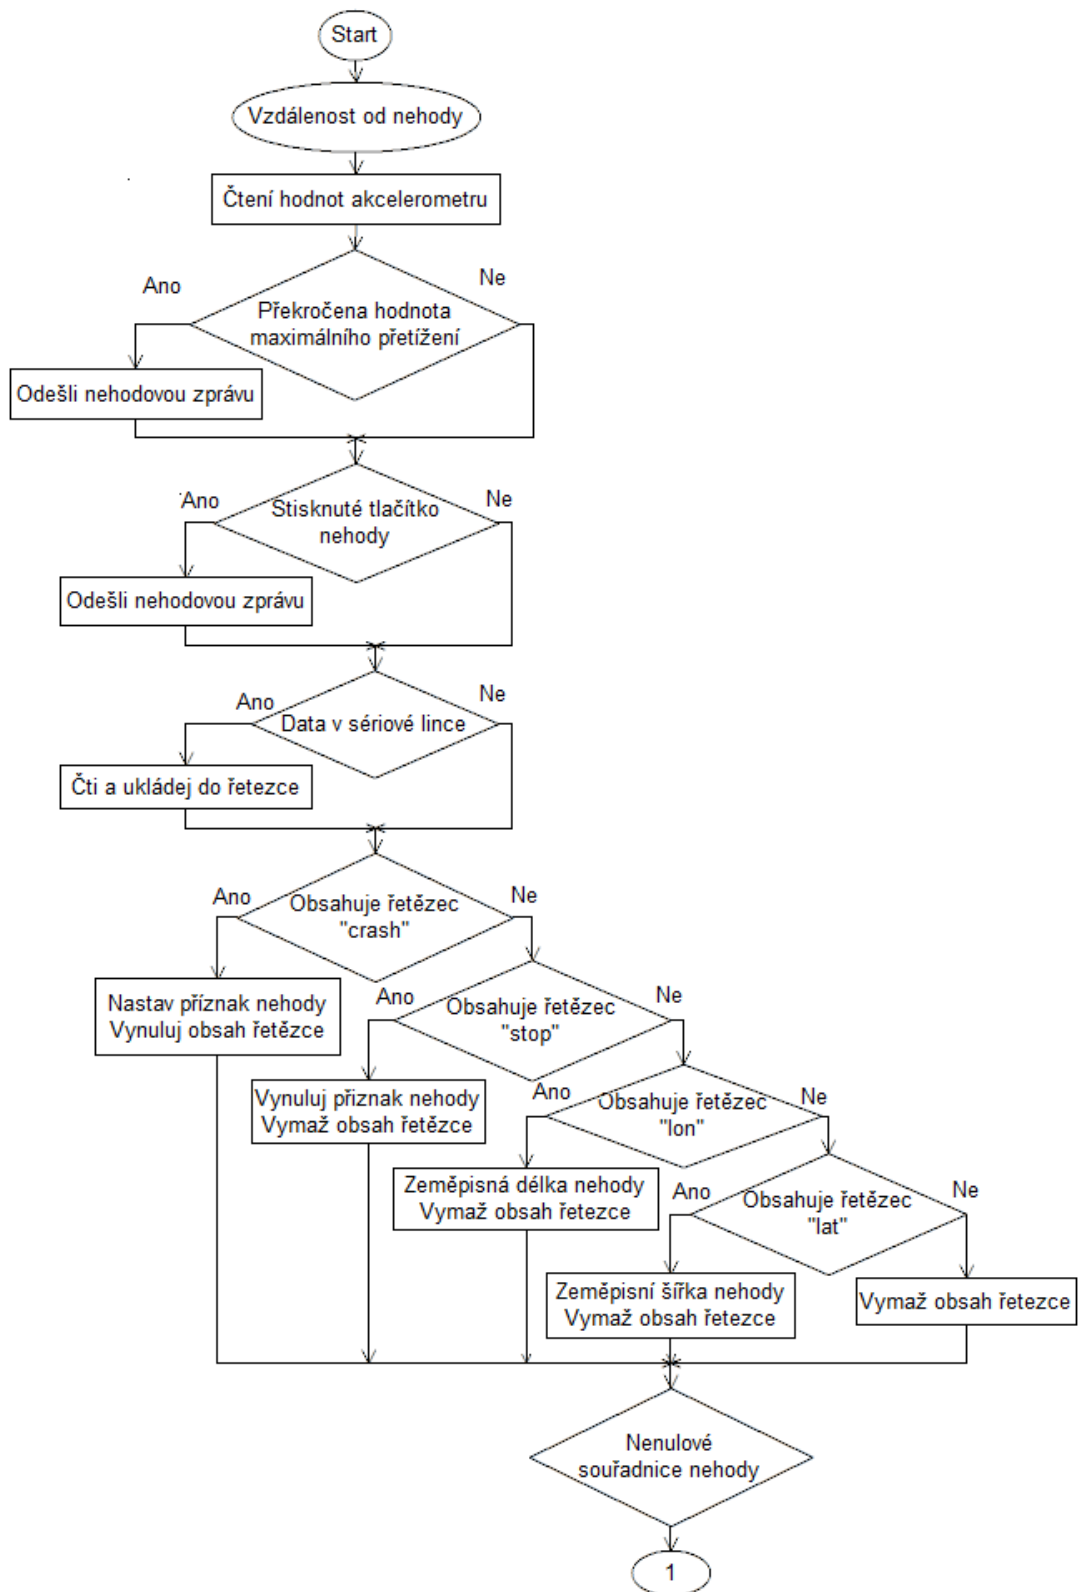 Start
Vzdálenost od nehody
Čtení hodnot akcelerometru
Ano
Ne
Překročena hodnota
maximálního přetížení
Odešli nehodovou zprávu
Ano
Ne
Stisknuté tlačítko
nehody
Odešli nehodovou zprávu
Ano
Ne
Data v sériové lince
Čti a ukládej do řetezce
Ano
Ne
Obsahuje řetězec
"crash"
Nastav příznak nehody
Vynuluj obsah řetězce
Ano
Ne
Obsahuje řetězec
"stop"
Vynuluj přiznak nehody
Vymaž obsah řetězce
Ano
Ne
Obsahuje řetězec
"lon"
Zeměpisná délka nehody
Vymaž obsah řetezce
Ano
Ne
Obsahuje řetězec
"lat"
Zeměpisní šířka nehody
Vymaž obsah řetezce
Vymaž obsah řetezce
Nenulové
souřadnice nehody
1